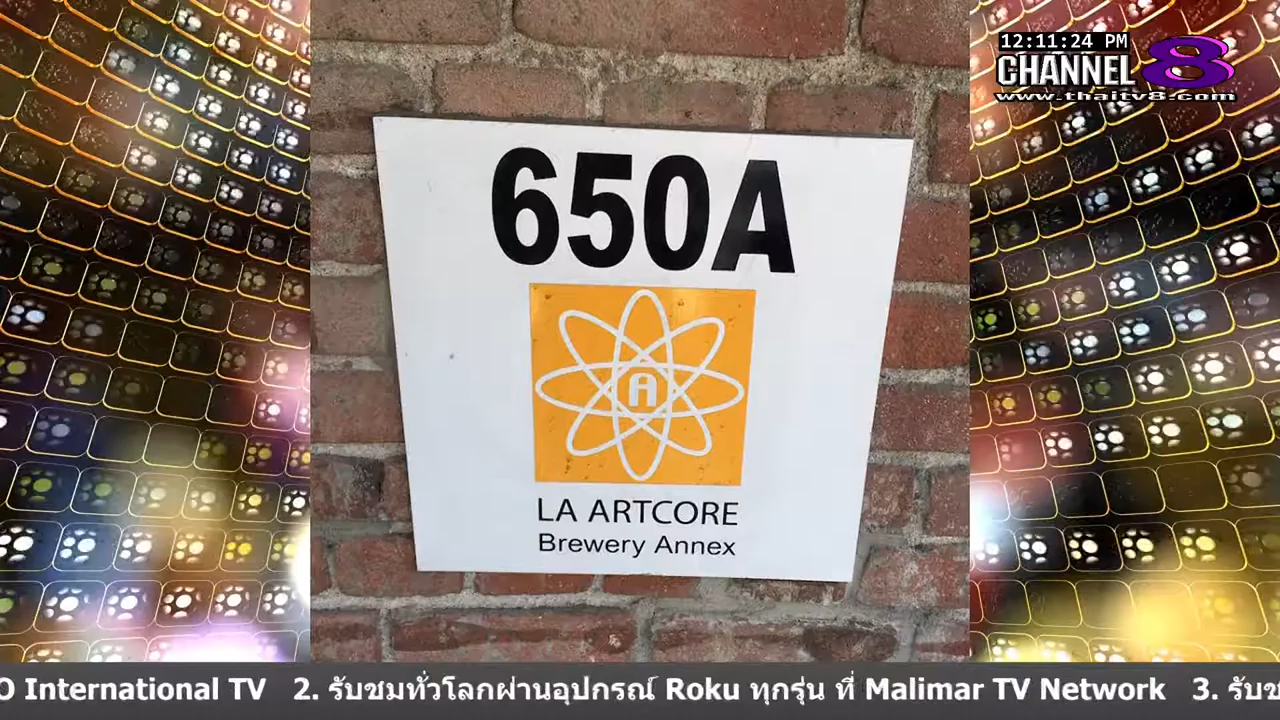 12:11:24 PM
CHANNEL 8
www.thaitv8.com
650A
A
LA ARTCORE
Brewery Annex
O International TV 2. รับชมทั่วโลกผ่านอุปกรณ์ Roku ทุกรุ่น ที่ Malimar TV Network 3. รับช